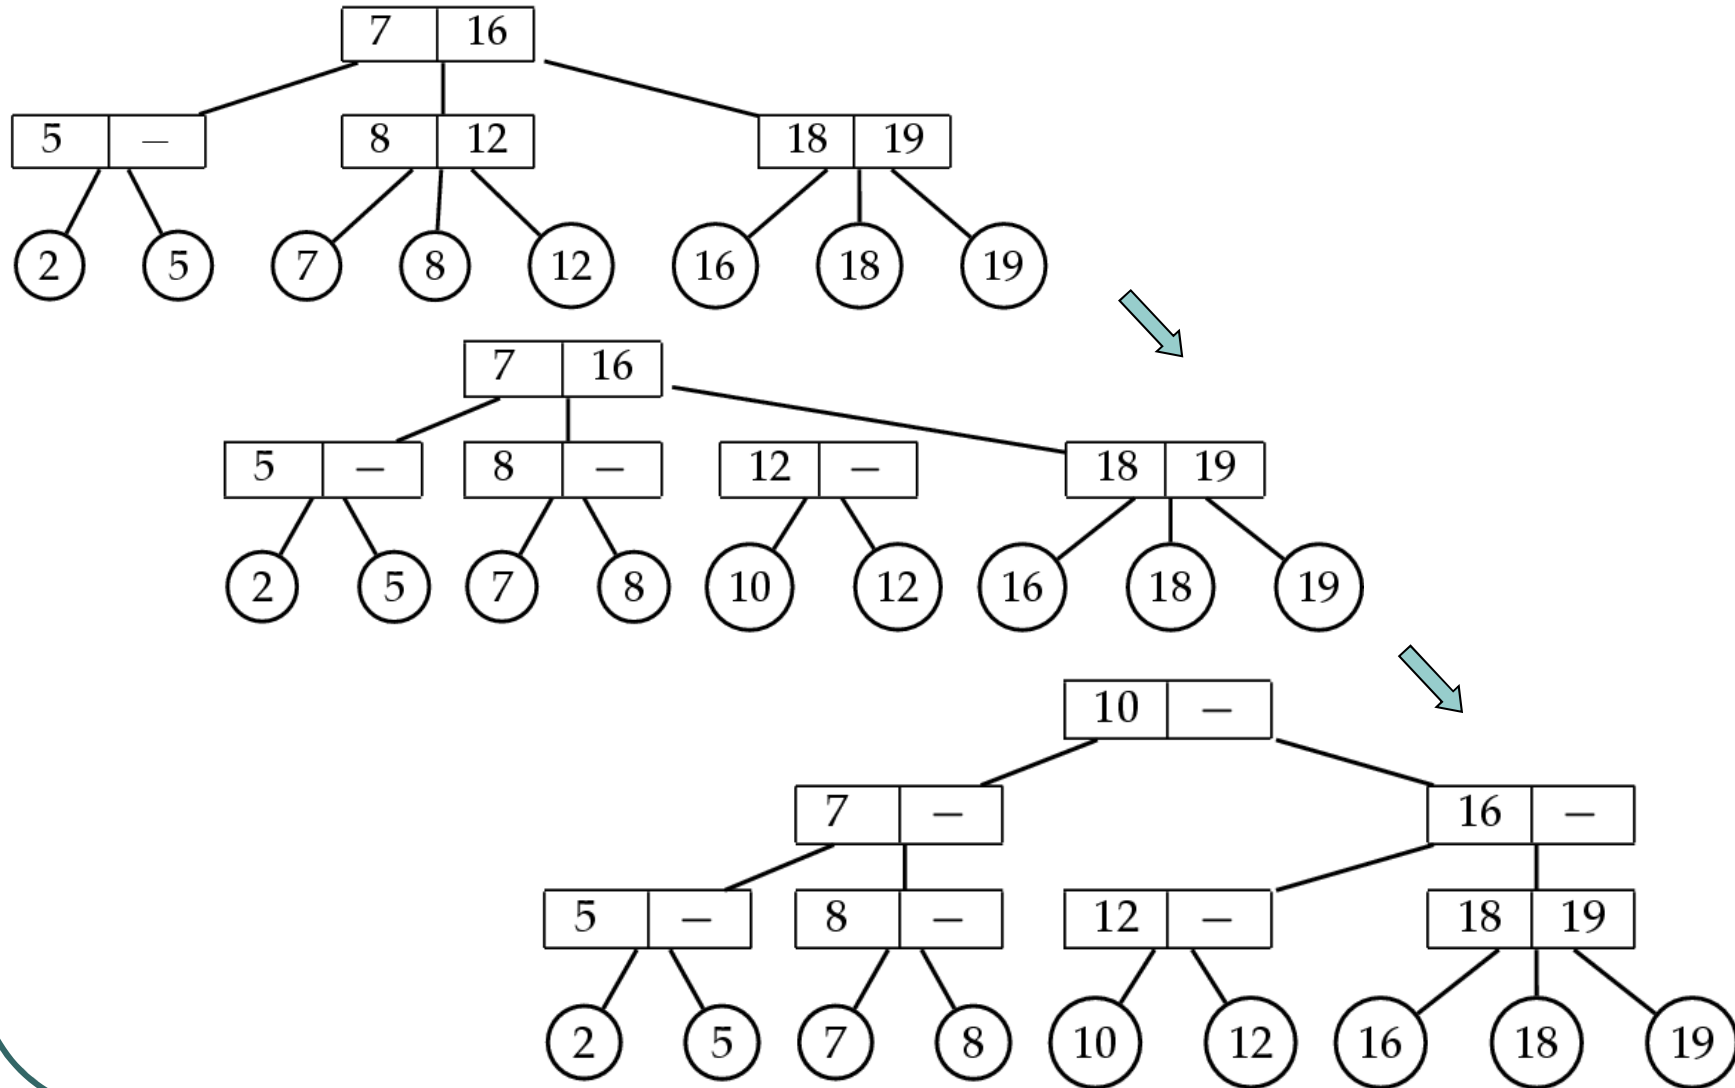 7 16
5 – 8 12 18 19
2 5 7 8 12 16 18 19
7 16
5 – 8 – 12 – 18 19
2 5 7 8 10 12 16 18 19
10 –
7 – 16 –
5 – 8 – 12 – 18 19
2 5 7 8 10 12 16 18 19